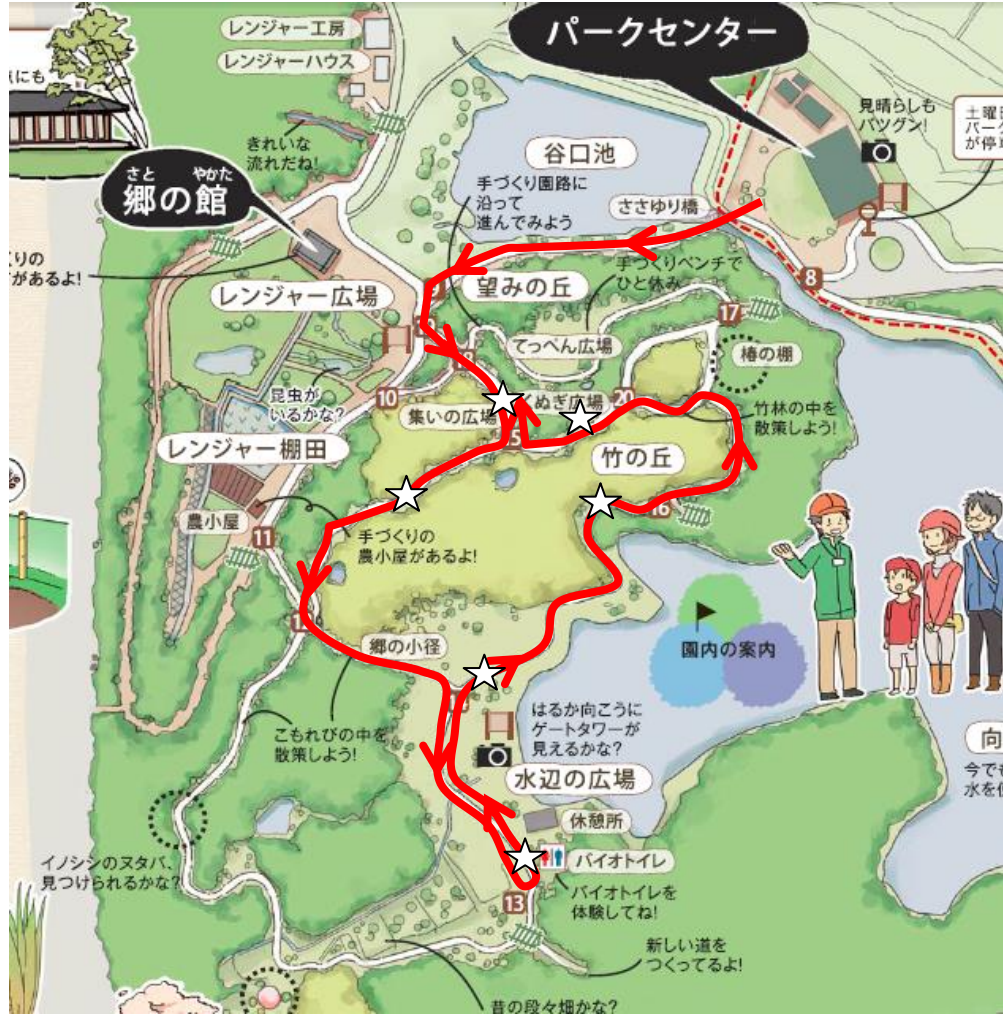 レンジャー工房
レンジャーハウス
にも
きれいな
流れだね!
さと やかた
郷の館
くりの
があるよ!
レンジャー広場
パークセンター
見晴らしも
バツグン!
土曜
パーク
が停
谷口池
手づくり園路に
沿って
進んでみよう
ささゆり橋
8
望みの丘
手づくりベンチで
ひと休み
17
てっぺん広場
椿の棚
10
昆虫が
いるかな?
集いの広場
ぬぎ広場
20
竹林の中を
散策しよう!
竹の丘
レンジャー棚田
農小屋
11
手づくりの
農小屋があるよ!
16
郷の小径
園内の案内
こもれびの中を
散策しよう!
はるか向こうに
ゲートタワーが
見えるかな?
水辺の広場
休憩所
バイオトイレ
バイオトイレを
体験してね!
13
イノシシのヌタバ、
見つけられるかな?
新しい道を
つくってるよ!
昔の段々畑かな?
向
今で
水を